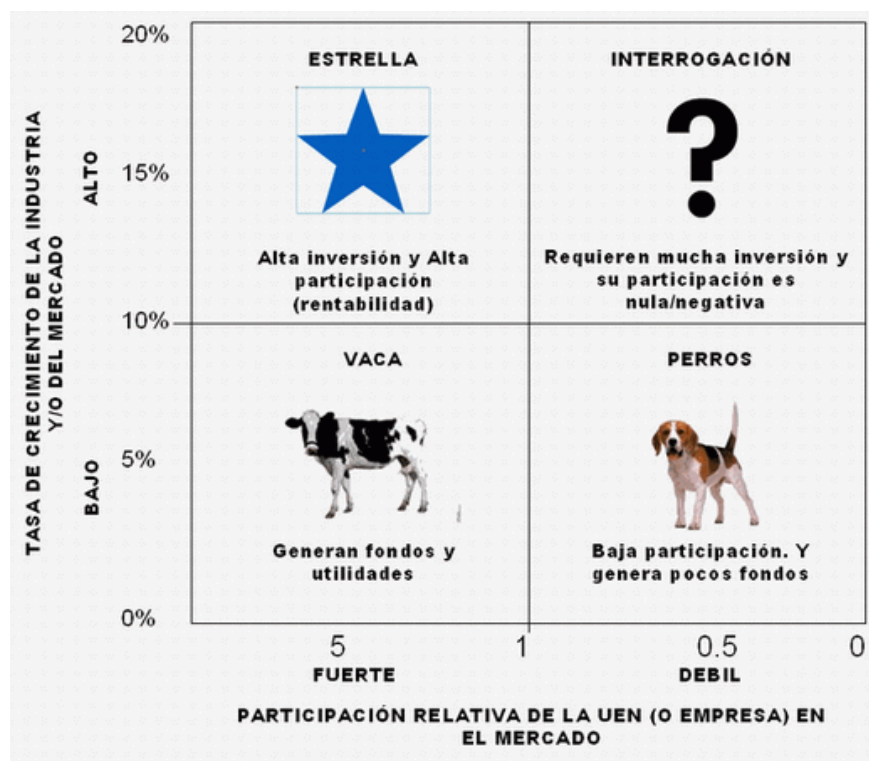 20%
ESTRELLA
INTERROGACIÓN
?
15%
ALTO
TASA DE CRECIMIENTO DE LA INDUSTRIA
Y/O DEL MERCADO
Alta inversión y Alta
participación
(rentabilidad)
Requieren mucha inversión y
su participación es
nula/negativa
10%
VACA
PERROS
5%
BAJO
Generan fondos y
utilidades
Baja participación. Y
genera pocos fondos
0%
5
1
0.5
0
FUERTE
DEBIL
PARTICIPACIÓN RELATIVA DE LA UEN (O EMPRESA) EN
EL MERCADO